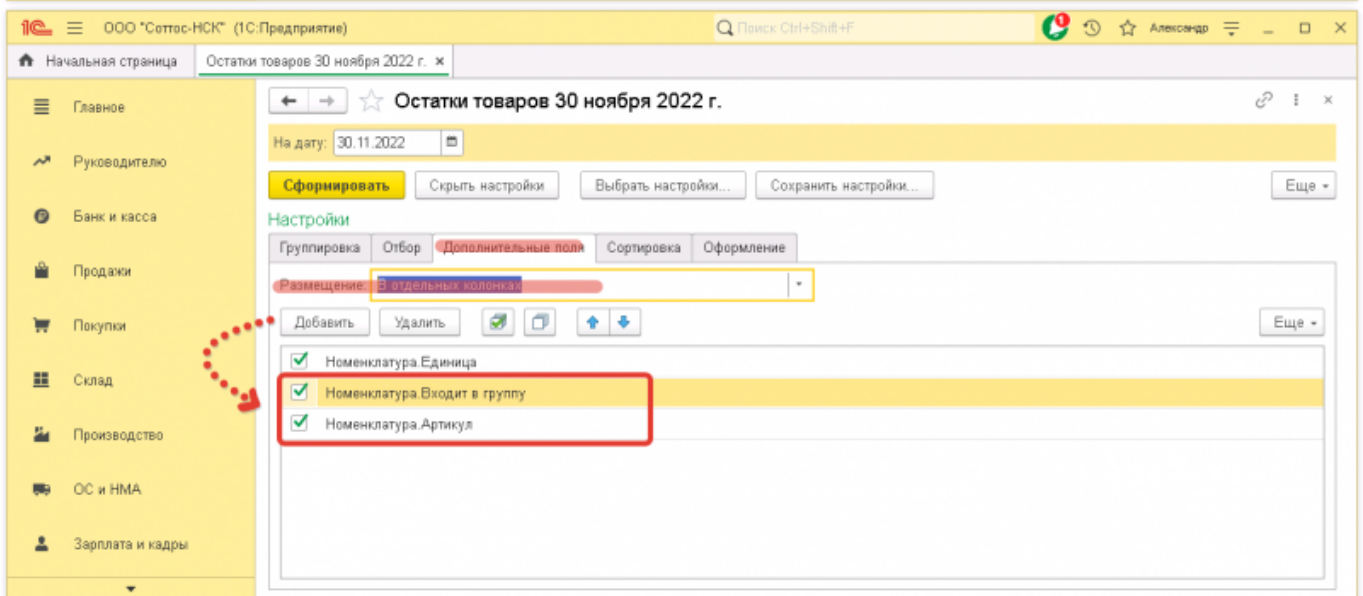 1С ООО "Соттос-НСК" (1С:Предприятие) Поиск Ctrl+Shift+F 1 Александр
Начальная страница Остатки товаров 30 ноября 2022 г. ×
Главное
Руководителю
Банк и касса
Продажи
Покупки
Склад
Производство
ОС и НМА
Зарплата и кадры
Остатки товаров 30 ноября 2022 г.
На дату: 30.11.2022
Сформировать Скрыть настройки Выбрать настройки... Сохранить настройки... Еще
Настройки
Группировка Отбор Дополнительные поля Сортировка Оформление
Размещение: В отдельных колонках
Добавить Удалить Еще
Номенклатура.Единица
Номенклатура.Входит в группу
Номенклатура.Артикул